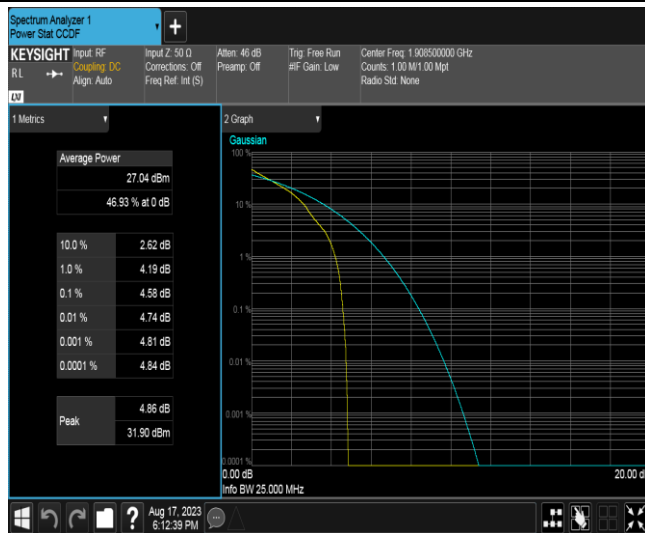 Spectrum Analyzer 1
Power Stat CCDF
+
KEYSIGHT
RL
LXI
Input: RF
Coupling: DC
Align: Auto
Input Z: 50 Ω
Corrections: Off
Freq Ref: Int (S)
Atten: 46 dB
Preamp: Off
Trig: Free Run
#IF Gain: Low
Center Freq: 1.908500000 GHz
Counts: 1.00 M/1.00 Mpt
Radio Std: None
1 Metrics
Average Power
27.04 dBm
46.93 % at 0 dB
10.0 % 2.62 dB
1.0 % 4.19 dB
0.1 % 4.58 dB
0.01 % 4.74 dB
0.001 % 4.81 dB
0.0001 % 4.84 dB
Peak 4.86 dB
31.90 dBm
2 Graph
Gaussian
100 %
10 %
1 %
0.1 %
0.01 %
0.001 %
0.0001 %
0.00 dB 20.00 d
Info BW 25.000 MHz
?
Aug 17, 2023
6:12:39 PM